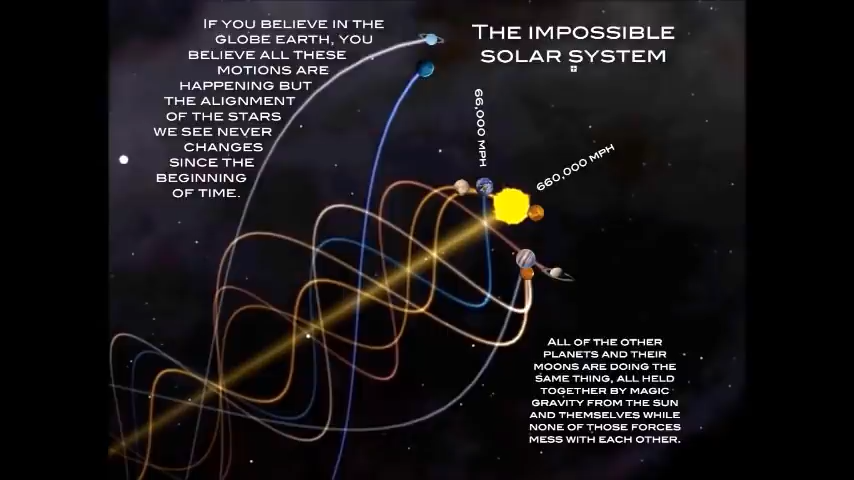 IF YOU BELIEVE IN THE
GLOBE EARTH, YOU
BELIEVE ALL THESE
MOTIONS ARE
HAPPENING BUT
THE ALIGNMENT
OF THE STARS
WE SEE NEVER
CHANGES
SINCE THE
BEGINNING
OF TIME.
THE IMPOSSIBLE
SOLAR SYSTEM
66,000 MPH
660,000 MPH
ALL OF THE OTHER
PLANETS AND THEIR
MOONS ARE DOING THE
SAME THING, ALL HELD
TOGETHER BY MAGIC
GRAVITY FROM THE SUN
AND THEMSELVES WHILE
NONE OF THOSE FORCES
MESS WITH EACH OTHER.